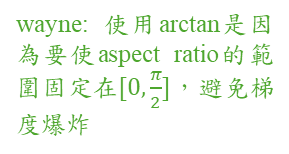 wayne: 使用arctan是因
為要使aspect ratio的範
圍固定在[0,π/2]，避免梯
度爆炸